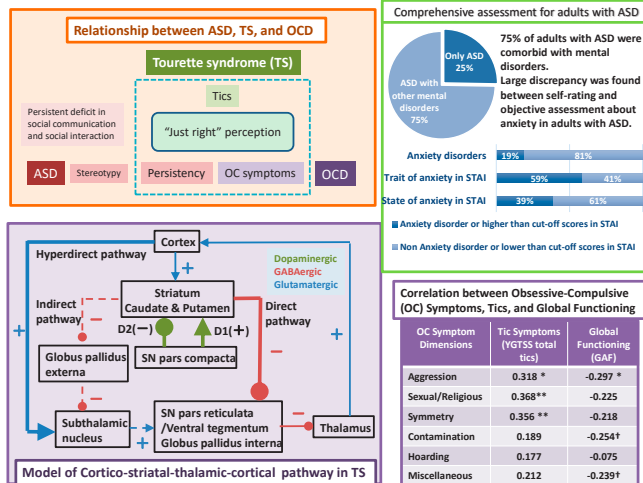 Relationship between ASD, TS, and OCD
Tourette syndrome (TS)
Tics
Persistent deficit in
social communication
and social interaction
“Just right” perception
ASD
Stereotypy
Persistency
OC symptoms
OCD
Comprehensive assessment for adults with ASD
Only ASD
25%
ASD with
other mental
disorders
75%
75% of adults with ASD were
comorbid with mental
disorders.
Large discrepancy was found
between self-rating and
objective assessment about
anxiety in adults with ASD.
Anxiety disorders 19% 81%
Trait of anxiety in STAI 59% 41%
State of anxiety in STAI 39% 61%
Anxiety disorder or higher than cut-off scores in STAI
Non Anxiety disorder or lower than cut-off scores in STAI
Cortex
Hyperdirect pathway
+
Dopaminergic
GABAergic
Glutamatergic
Striatum
Caudate & Putamen
Indirect
pathway
−
Direct
pathway
D2(−)
D1(+)
+
+
−
Globus pallidus
externa
SN pars compacta
−
Subthalamic
nucleus
+
SN pars reticulata
/Ventral tegmentum
Globus pallidus interna
−
Thalamus
Model of Cortico-striatal-thalamic-cortical pathway in TS
Correlation between Obsessive-Compulsive
(OC) Symptoms, Tics, and Global Functioning
OC Symptom
Dimensions
Tic Symptoms
(YGTSS total
tics)
Global
Functioning
(GAF)
Aggression 0.318 * -0.297 *
Sexual/Religious 0.368** -0.225
Symmetry 0.356 ** -0.218
Contamination 0.189 -0.254†
Hoarding 0.177 -0.075
Miscellaneous 0.212 -0.239†